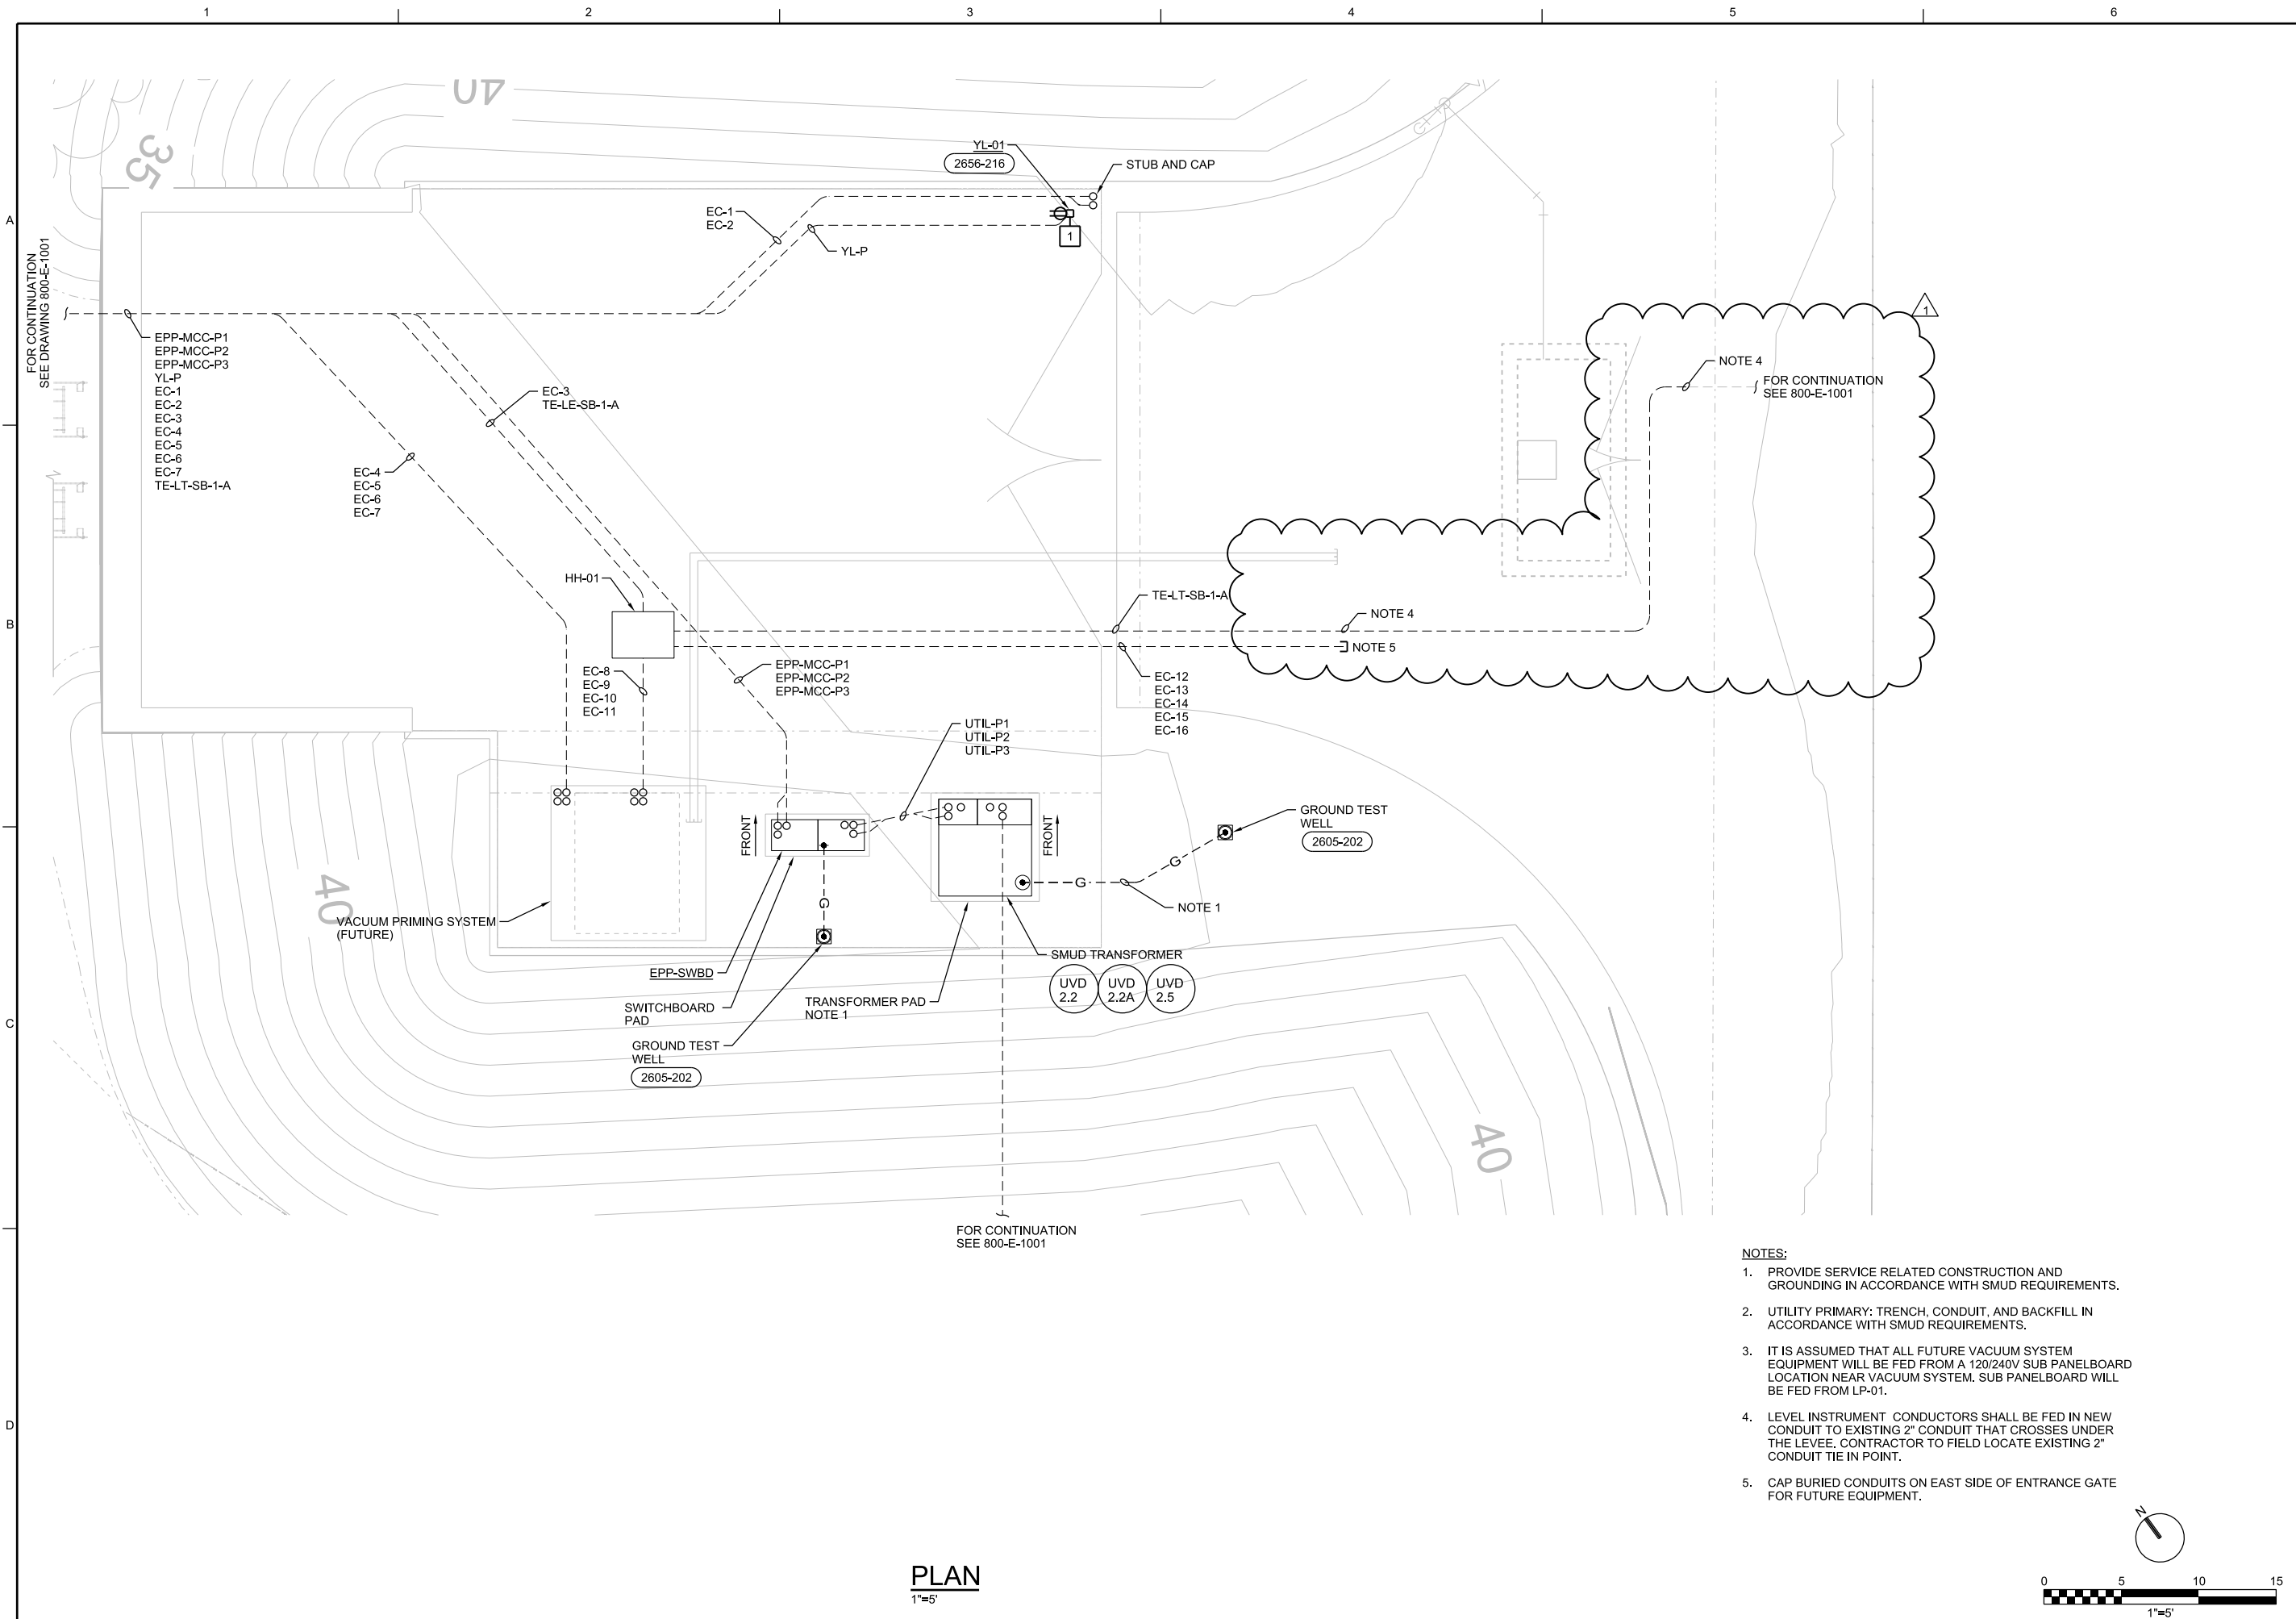 1
2
3
4
5
6
A
B
C
D
40
35
YL-01
2656-216
STUB AND CAP
EC-1
EC-2
YL-P
1
FOR CONTINUATION
SEE DRAWING 800-E-1001
EPP-MCC-P1
EPP-MCC-P2
EPP-MCC-P3
YL-P
EC-1
EC-2
EC-3
EC-4
EC-5
EC-6
EC-7
TE-LT-SB-1-A
EC-3
TE-LE-SB-1-A
EC-4
EC-5
EC-6
EC-7
1
NOTE 4
FOR CONTINUATION
SEE 800-E-1001
HH-01
TE-LT-SB-1-A
NOTE 4
NOTE 5
EC-8
EC-9
EC-10
EC-11
EPP-MCC-P1
EPP-MCC-P2
EPP-MCC-P3
EC-12
EC-13
EC-14
EC-15
EC-16
UTIL-P1
UTIL-P2
UTIL-P3
FRONT
FRONT
GROUND TEST
WELL
2605-202
G
G
G
NOTE 1
40
VACUUM PRIMING SYSTEM
(FUTURE)
EPP-SWBD
SWITCHBOARD
PAD
GROUND TEST
WELL
2605-202
TRANSFORMER PAD
NOTE 1
SMUD TRANSFORMER
UVD
2.2
UVD
2.2A
UVD
2.5
40
FOR CONTINUATION
SEE 800-E-1001
NOTES:
1. PROVIDE SERVICE RELATED CONSTRUCTION AND
GROUNDING IN ACCORDANCE WITH SMUD REQUIREMENTS.
2. UTILITY PRIMARY: TRENCH, CONDUIT, AND BACKFILL IN
ACCORDANCE WITH SMUD REQUIREMENTS.
3. IT IS ASSUMED THAT ALL FUTURE VACUUM SYSTEM
EQUIPMENT WILL BE FED FROM A 120/240V SUB PANELBOARD
LOCATION NEAR VACUUM SYSTEM. SUB PANELBOARD WILL
BE FED FROM LP-01.
4. LEVEL INSTRUMENT CONDUCTORS SHALL BE FED IN NEW
CONDUIT TO EXISTING 2" CONDUIT THAT CROSSES UNDER
THE LEVEE. CONTRACTOR TO FIELD LOCATE EXISTING 2"
CONDUIT TIE IN POINT.
5. CAP BURIED CONDUITS ON EAST SIDE OF ENTRANCE GATE
FOR FUTURE EQUIPMENT.
N
PLAN
1"=5'
0 5 10 15
1"=5'